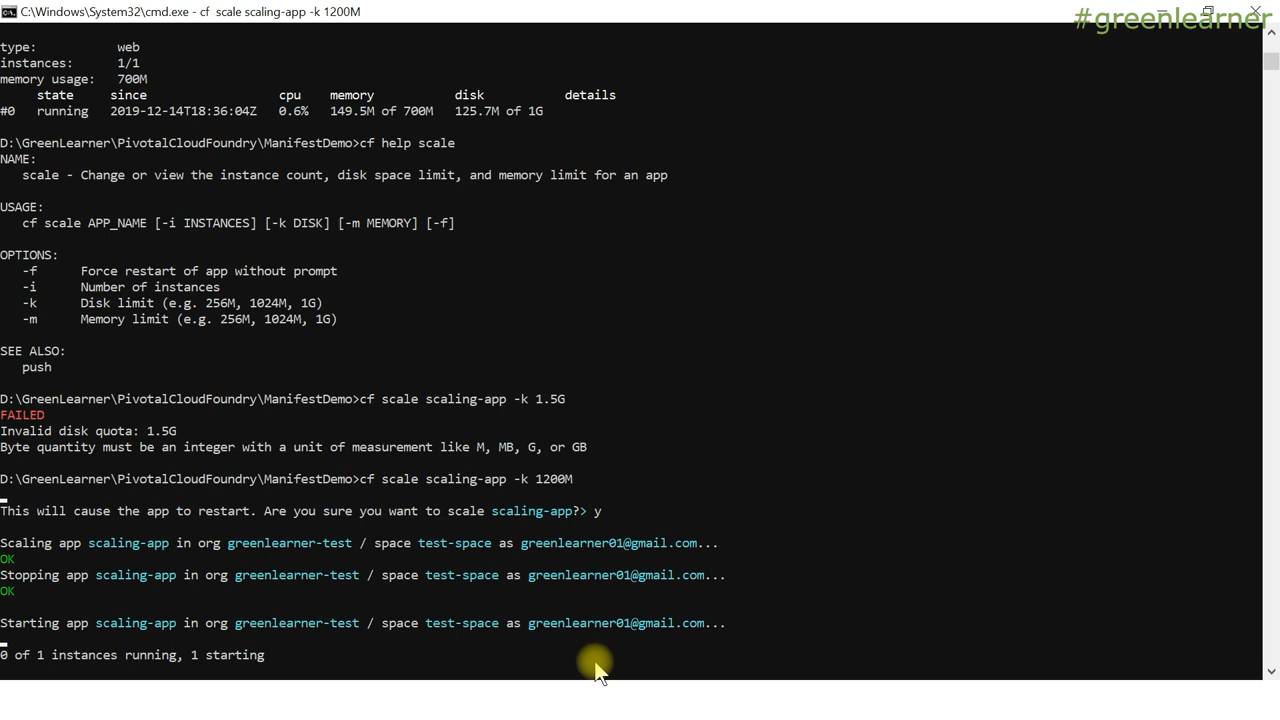 C:\Windows\System32\cmd.exe - cf  scale scaling-app -k 1200M
#greenlearner
type:           web
instances:      1/1
memory usage:   700M
     state     since                  cpu    memory           disk           details
#0   running   2019-12-14T18:36:04Z   0.6%   149.5M of 700M   125.7M of 1G
D:\GreenLearner\PivotalCloudFoundry\ManifestDemo>cf help scale
NAME:
   scale - Change or view the instance count, disk space limit, and memory limit for an app
USAGE:
   cf scale APP_NAME [-i INSTANCES] [-k DISK] [-m MEMORY] [-f]
OPTIONS:
   -f      Force restart of app without prompt
   -i      Number of instances
   -k      Disk limit (e.g. 256M, 1024M, 1G)
   -m      Memory limit (e.g. 256M, 1024M, 1G)
SEE ALSO:
   push
D:\GreenLearner\PivotalCloudFoundry\ManifestDemo>cf scale scaling-app -k 1.5G
FAILED
Invalid disk quota: 1.5G
Byte quantity must be an integer with a unit of measurement like M, MB, G, or GB
D:\GreenLearner\PivotalCloudFoundry\ManifestDemo>cf scale scaling-app -k 1200M
This will cause the app to restart. Are you sure you want to scale scaling-app?> y
Scaling app scaling-app in org greenlearner-test / space test-space as greenlearner01@gmail.com...
OK
Stopping app scaling-app in org greenlearner-test / space test-space as greenlearner01@gmail.com...
OK
Starting app scaling-app in org greenlearner-test / space test-space as greenlearner01@gmail.com...
0 of 1 instances running, 1 starting